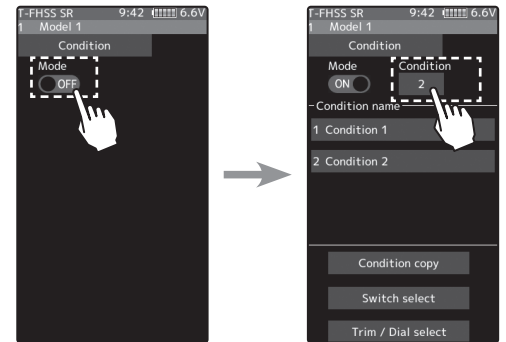 T-FHSS SR 9:42 6.6V
1 Model 1
Condition
Mode
OFF
T-FHSS SR 9:42 6.6V
1 Model 1
Condition
Mode Condition
ON 2
Condition name
1 Condition 1
2 Condition 2
Condition copy
Switch select
Trim / Dial select